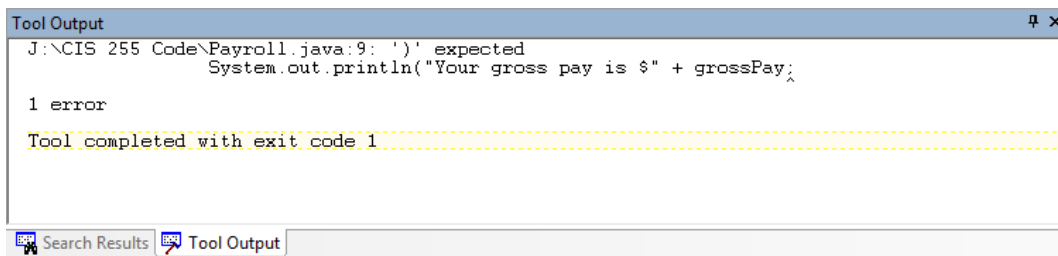 Tool Output
J:\CIS 255 Code\Payroll.java:9: ')' expected
System.out.println("Your gross pay is $" + grossPay;
^
1 error
Tool completed with exit code 1
Search Results Tool Output